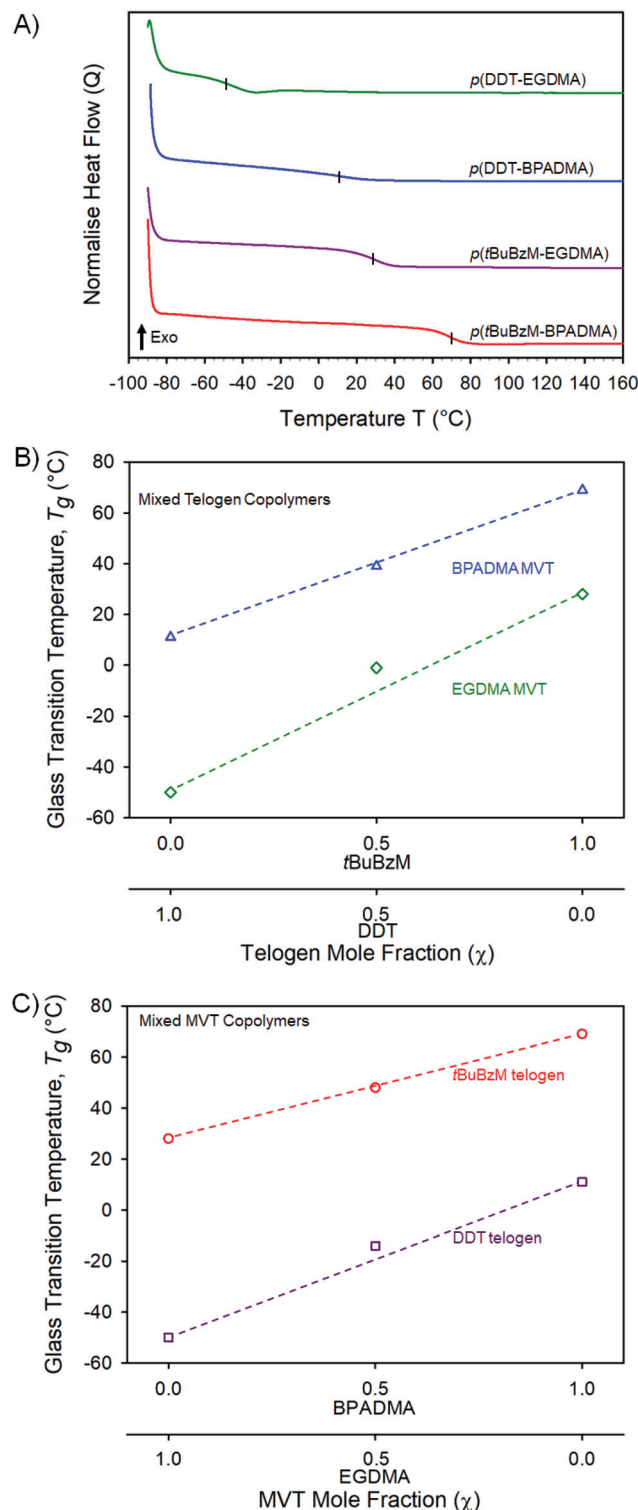 A)
Normalise Heat Flow (Q)
p(DDT-EGDMA)
p(DDT-BPADMA)
p(tBuBzM-EGDMA)
p(tBuBzM-BPADMA)
Exo
-100 -80 -60 -40 -20 0 20 40 60 80 100 120 140 160
Temperature T (°C)
B)
Glass Transition Temperature, Tg (°C)
80
60
40
20
0
-20
-40
-60
Mixed Telogen Copolymers
BPADMA MVT
EGDMA MVT
0.0 0.5 1.0
tBuBzM
1.0 0.5 0.0
DDT
Telogen Mole Fraction (χ)
C)
Glass Transition Temperature, Tg (°C)
80
60
40
20
0
-20
-40
-60
Mixed MVT Copolymers
tBuBzM telogen
DDT telogen
0.0 0.5 1.0
BPADMA
1.0 0.5 0.0
EGDMA
MVT Mole Fraction (χ)